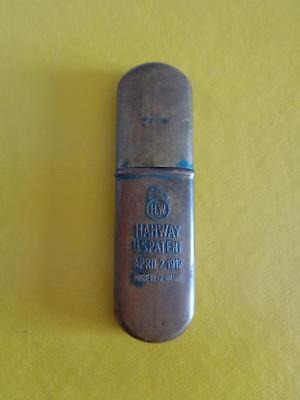 H&W
HAHWAY
U.S. PATENT
APRIL-2-1912
MADE IN GERMANY